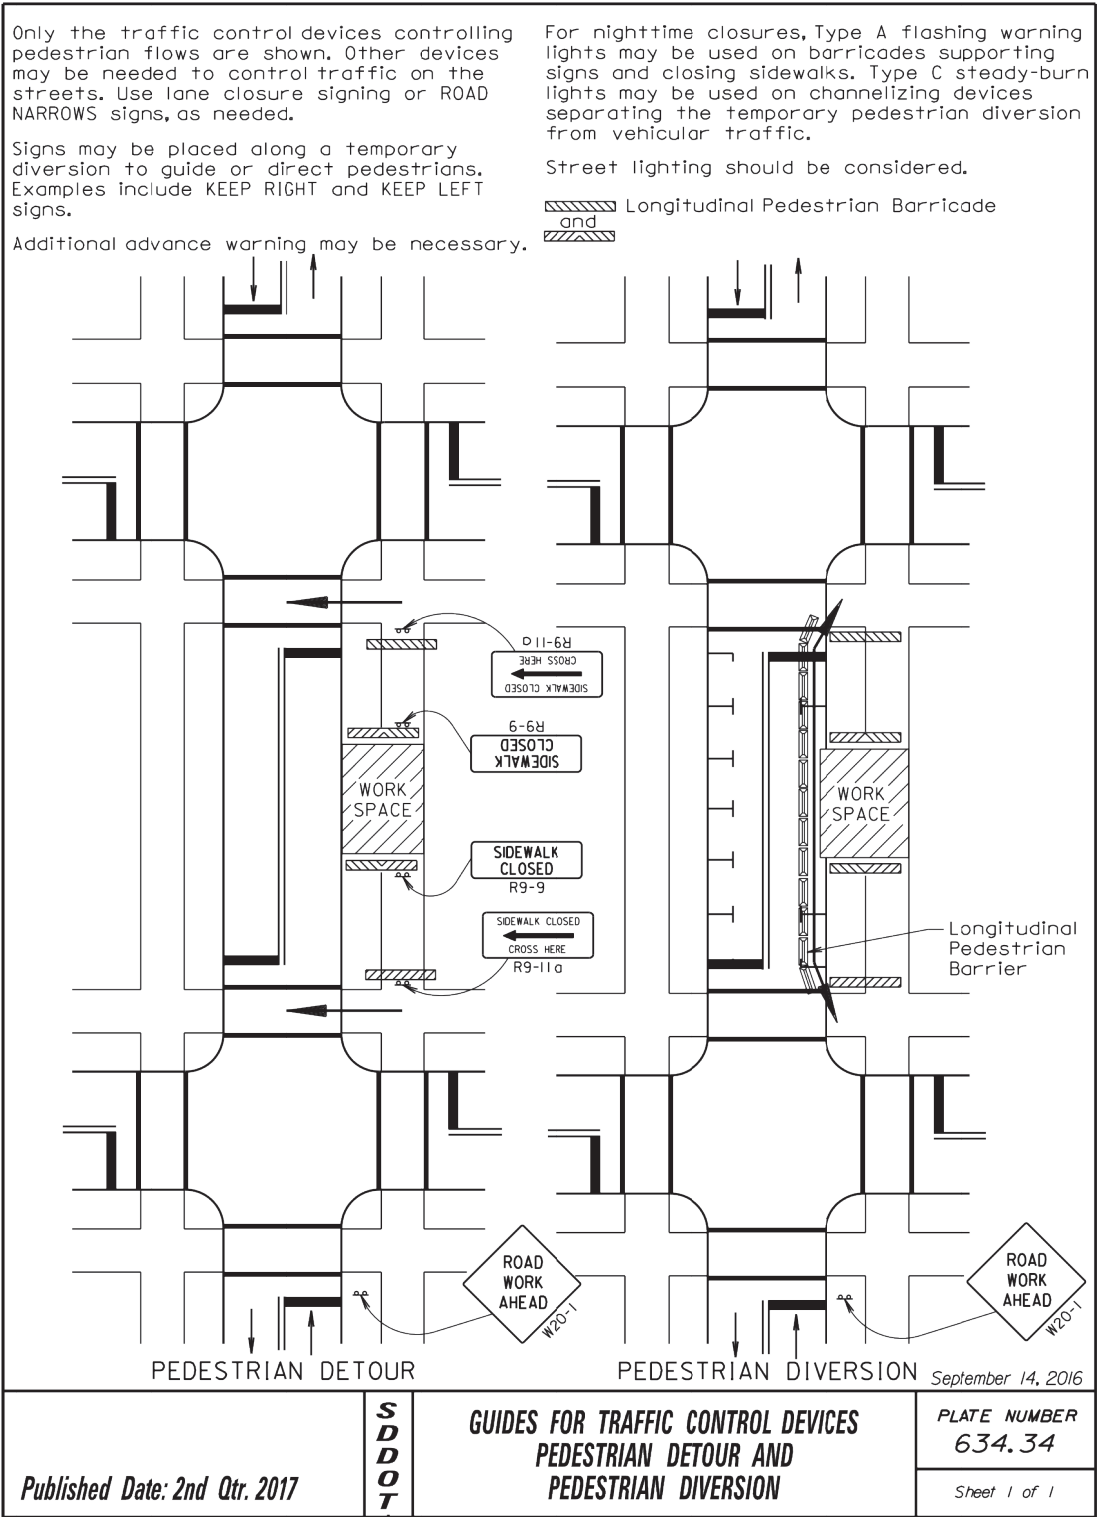 Only the traffic control devices controlling
pedestrian flows are shown. Other devices
may be needed to control traffic on the
streets. Use lane closure signing or ROAD
NARROWS signs, as needed.
Signs may be placed along a temporary
diversion to guide or direct pedestrians.
Examples include KEEP RIGHT and KEEP LEFT
signs.
Additional advance warning may be necessary.
For nighttime closures, Type A flashing warning
lights may be used on barricades supporting
signs and closing sidewalks. Type C steady-burn
lights may be used on channelizing devices
separating the temporary pedestrian diversion
from vehicular traffic.
Street lighting should be considered.
Longitudinal Pedestrian Barricade
and
R9-11a
CROSS HERE
SIDEWALK CLOSED
R9-9
SIDEWALK
CLOSED
WORK
SPACE
SIDEWALK
CLOSED
R9-9
SIDEWALK CLOSED
CROSS HERE
R9-11a
ROAD
WORK
AHEAD
W20-1
PEDESTRIAN DETOUR
WORK
SPACE
Longitudinal
Pedestrian
Barrier
ROAD
WORK
AHEAD
W20-1
PEDESTRIAN DIVERSION
September 14, 2016
Published Date: 2nd Qtr. 2017
S
D
D
O
T
GUIDES FOR TRAFFIC CONTROL DEVICES
PEDESTRIAN DETOUR AND
PEDESTRIAN DIVERSION
PLATE NUMBER
634.34
Sheet 1 of 1